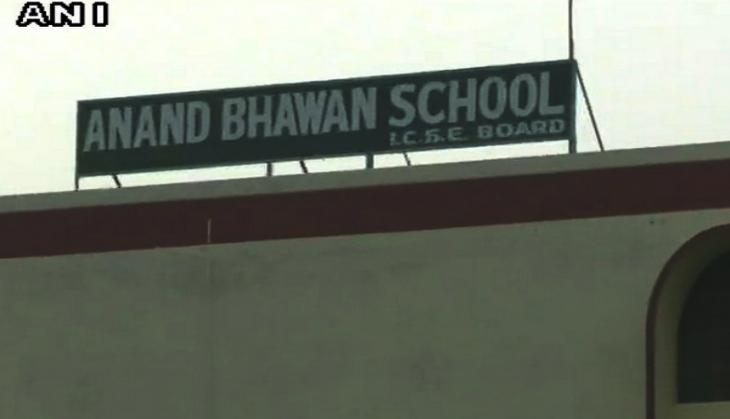 ANI
ANAND BHAWAN SCHOOL
I.C.S.E. BOARD